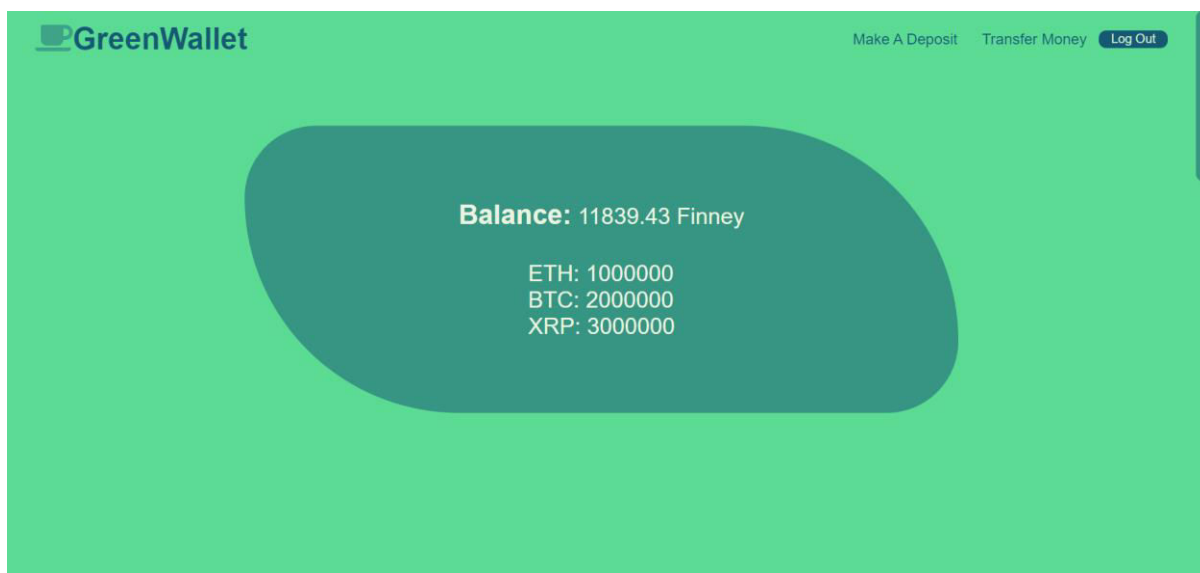 GreenWallet
Make A Deposit Transfer Money Log Out
Balance: 11839.43 Finney
ETH: 1000000
BTC: 2000000
XRP: 3000000